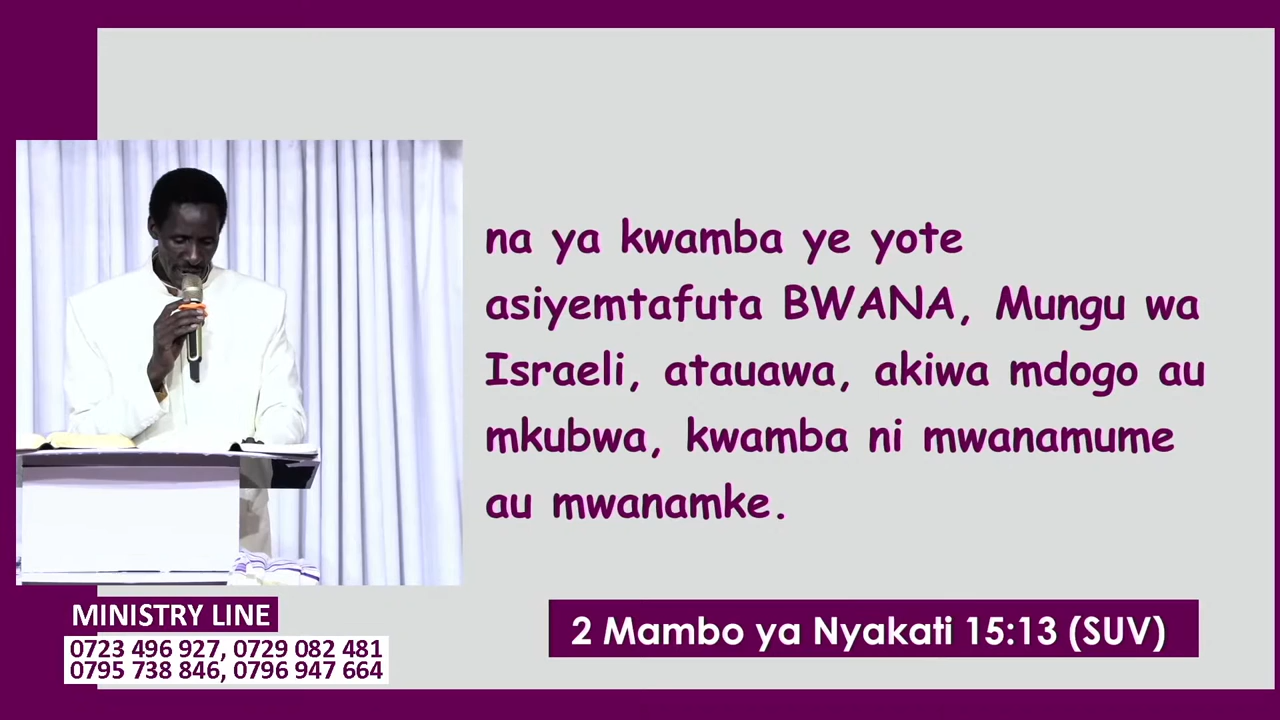 na ya kwamba ye yote
asiyemtafuta BWANA, Mungu wa
Israeli, atauawa, akiwa mdogo au
mkubwa, kwamba ni mwanamume
au mwanamke.
2 Mambo ya Nyakati 15:13 (SUV)
MINISTRY LINE
0723 496 927, 0729 082 481
0795 738 846, 0796 947 664